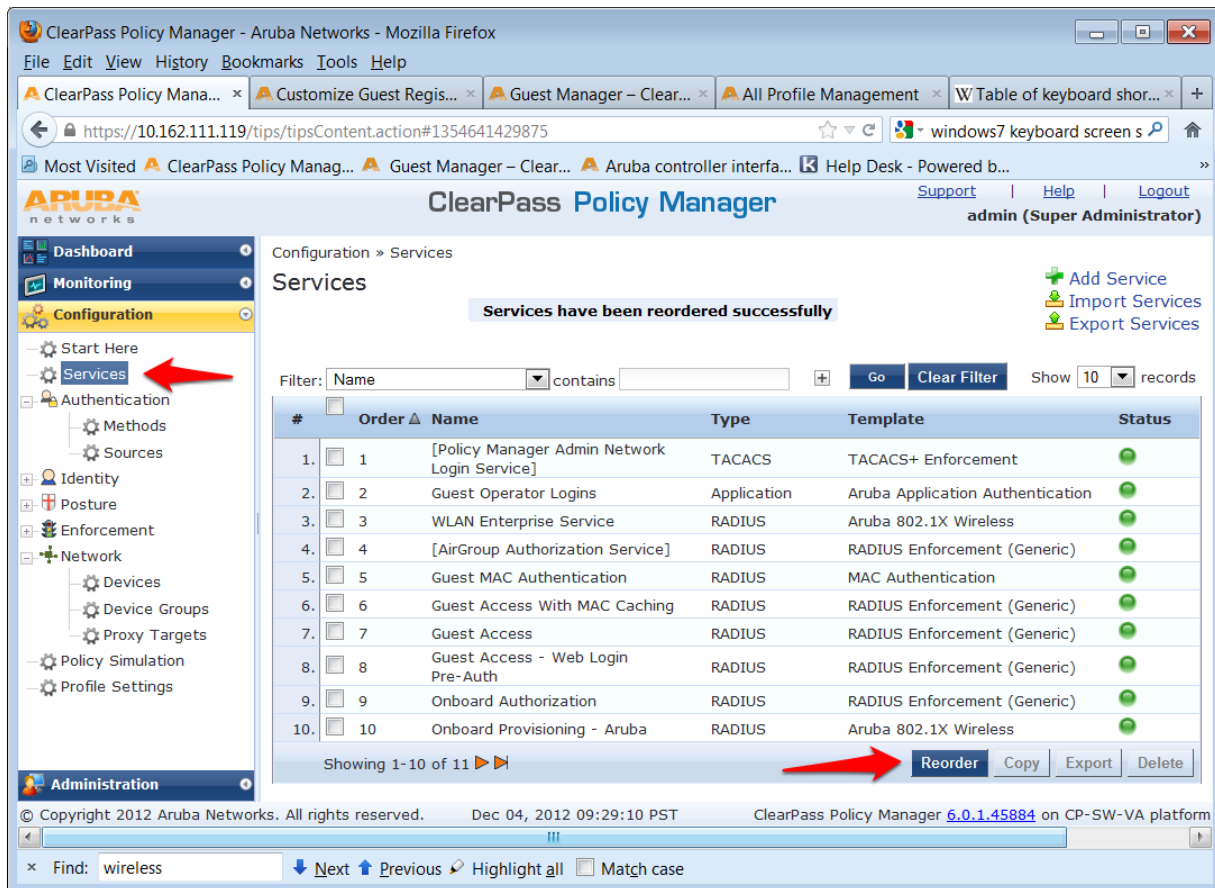 ClearPass Policy Manager - Aruba Networks - Mozilla Firefox
File Edit View History Bookmarks Tools Help
ClearPass Policy Mana... × Customize Guest Regis... × Guest Manager – Clear... × All Profile Management × W Table of keyboard shor... × +
https://10.162.111.119/tips/tipsContent.action#1354641429875 windows7 keyboard screen s
Most Visited ClearPass Policy Manag... Guest Manager – Clear... Aruba controller interfa... K Help Desk - Powered b... »
ARUBA networks
ClearPass Policy Manager
Support | Help | Logout
admin (Super Administrator)
Dashboard
Monitoring
Configuration
Start Here
Services
Authentication
Methods
Sources
Identity
Posture
Enforcement
Network
Devices
Device Groups
Proxy Targets
Policy Simulation
Profile Settings
Administration
Configuration » Services
Services
Services have been reordered successfully
Add Service
Import Services
Export Services
Filter: Name contains + Go Clear Filter Show 10 records
# Order Name Type Template Status
1. 1 [Policy Manager Admin Network Login Service] TACACS TACACS+ Enforcement
2. 2 Guest Operator Logins Application Aruba Application Authentication
3. 3 WLAN Enterprise Service RADIUS Aruba 802.1X Wireless
4. 4 [AirGroup Authorization Service] RADIUS RADIUS Enforcement (Generic)
5. 5 Guest MAC Authentication RADIUS MAC Authentication
6. 6 Guest Access With MAC Caching RADIUS RADIUS Enforcement (Generic)
7. 7 Guest Access RADIUS RADIUS Enforcement (Generic)
8. 8 Guest Access - Web Login Pre-Auth RADIUS RADIUS Enforcement (Generic)
9. 9 Onboard Authorization RADIUS RADIUS Enforcement (Generic)
10. 10 Onboard Provisioning - Aruba RADIUS Aruba 802.1X Wireless
Showing 1-10 of 11 Reorder Copy Export Delete
© Copyright 2012 Aruba Networks. All rights reserved. Dec 04, 2012 09:29:10 PST ClearPass Policy Manager 6.0.1.45884 on CP-SW-VA platform
× Find: wireless Next Previous Highlight all Match case